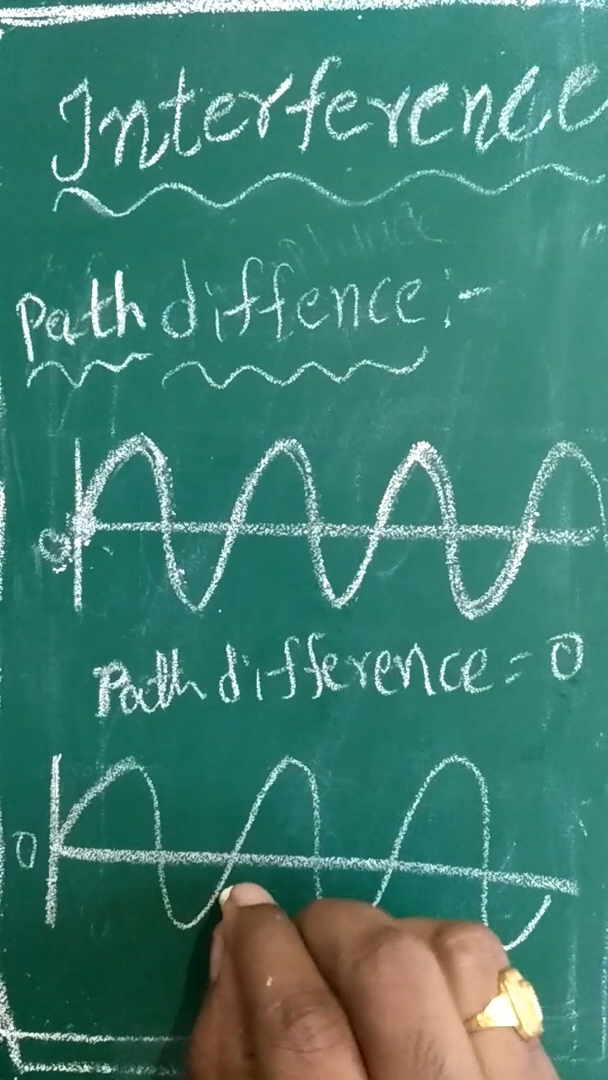 Interference
Path diffence:-
0
Path difference = 0
0